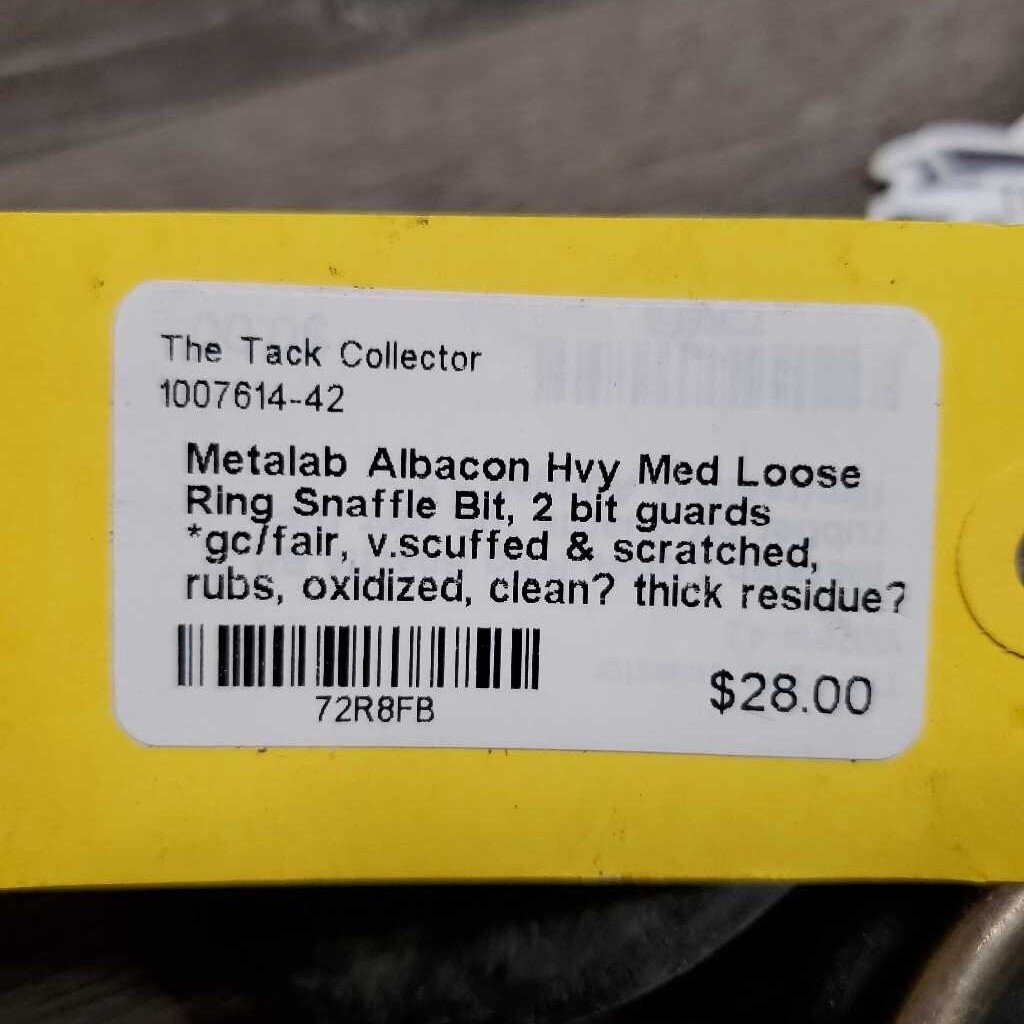 The Tack Collector
1007614-42
Metalab Albacon Hvy Med Loose
Ring Snaffle Bit, 2 bit guards
*gc/fair, v.scuffed & scratched,
rubs, oxidized, clean? thick residue?
72R8FB
$28.00